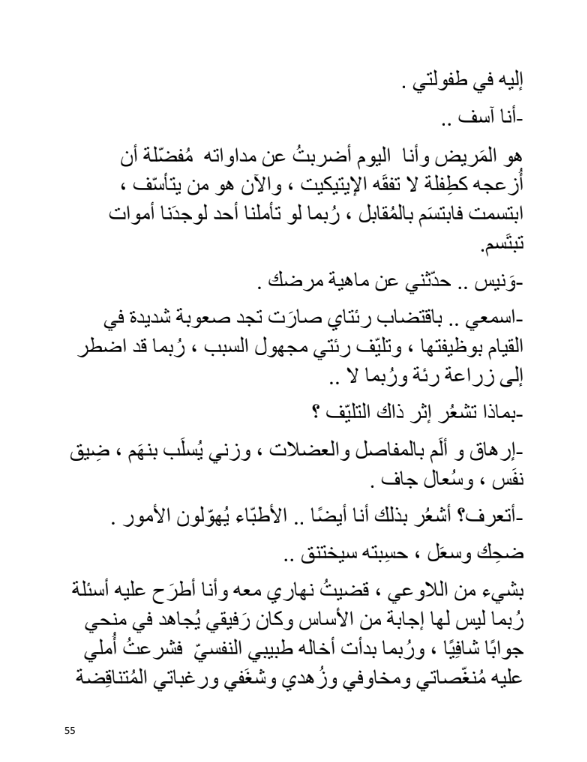 إليه في طفولتي .
-أنا آسف ..
هو المَريض وأنا اليوم أضربتُ عن مداواته مُفضّلة أن
أُزعجه كطِفلة لا تفقَه الإيتيكيت ، والآن هو من يتأسّف ،
ابتسمت فابتسَم بالمُقابل ، رُبما لو تأملنا أحد لوجدَنا أموات
تبتَسم.
-وَنيس .. حدّثني عن ماهية مرضك .
-اسمعي .. باقتضاب رئتاي صارَت تجد صعوبة شديدة في
القيام بوظيفتها ، وتليّف رئتي مجهول السبب ، رُبما قد اضطر
إلى زراعة رئة ورُبما لا ..
-بماذا تشعُر إثر ذاك التليّف ؟
-إرهاق و ألَم بالمفاصل والعضلات ، وزني يُسلَب بنهَم ، ضِيق
نفَس ، وسُعال جاف .
-أتعرف؟ أشعُر بذلك أنا أيضًا .. الأطبّاء يُهوّلون الأمور .
ضحِك وسعَل ، حسِبته سيختنق ..
بشيء من اللاوعي ، قضيتُ نهاري معه وأنا أطرَح عليه أسئلة
رُبما ليس لها إجابة من الأساس وكان رَفيقي يُجاهد في منحي
جوابًا شافِيًا ، ورُبما بدأت أخاله طبيبي النفسيّ فشرعتُ أُملي
عليه مُنغّصاتي ومخاوفي وزُهدي وشغَفي ورغباتي المُتناقِضة
55